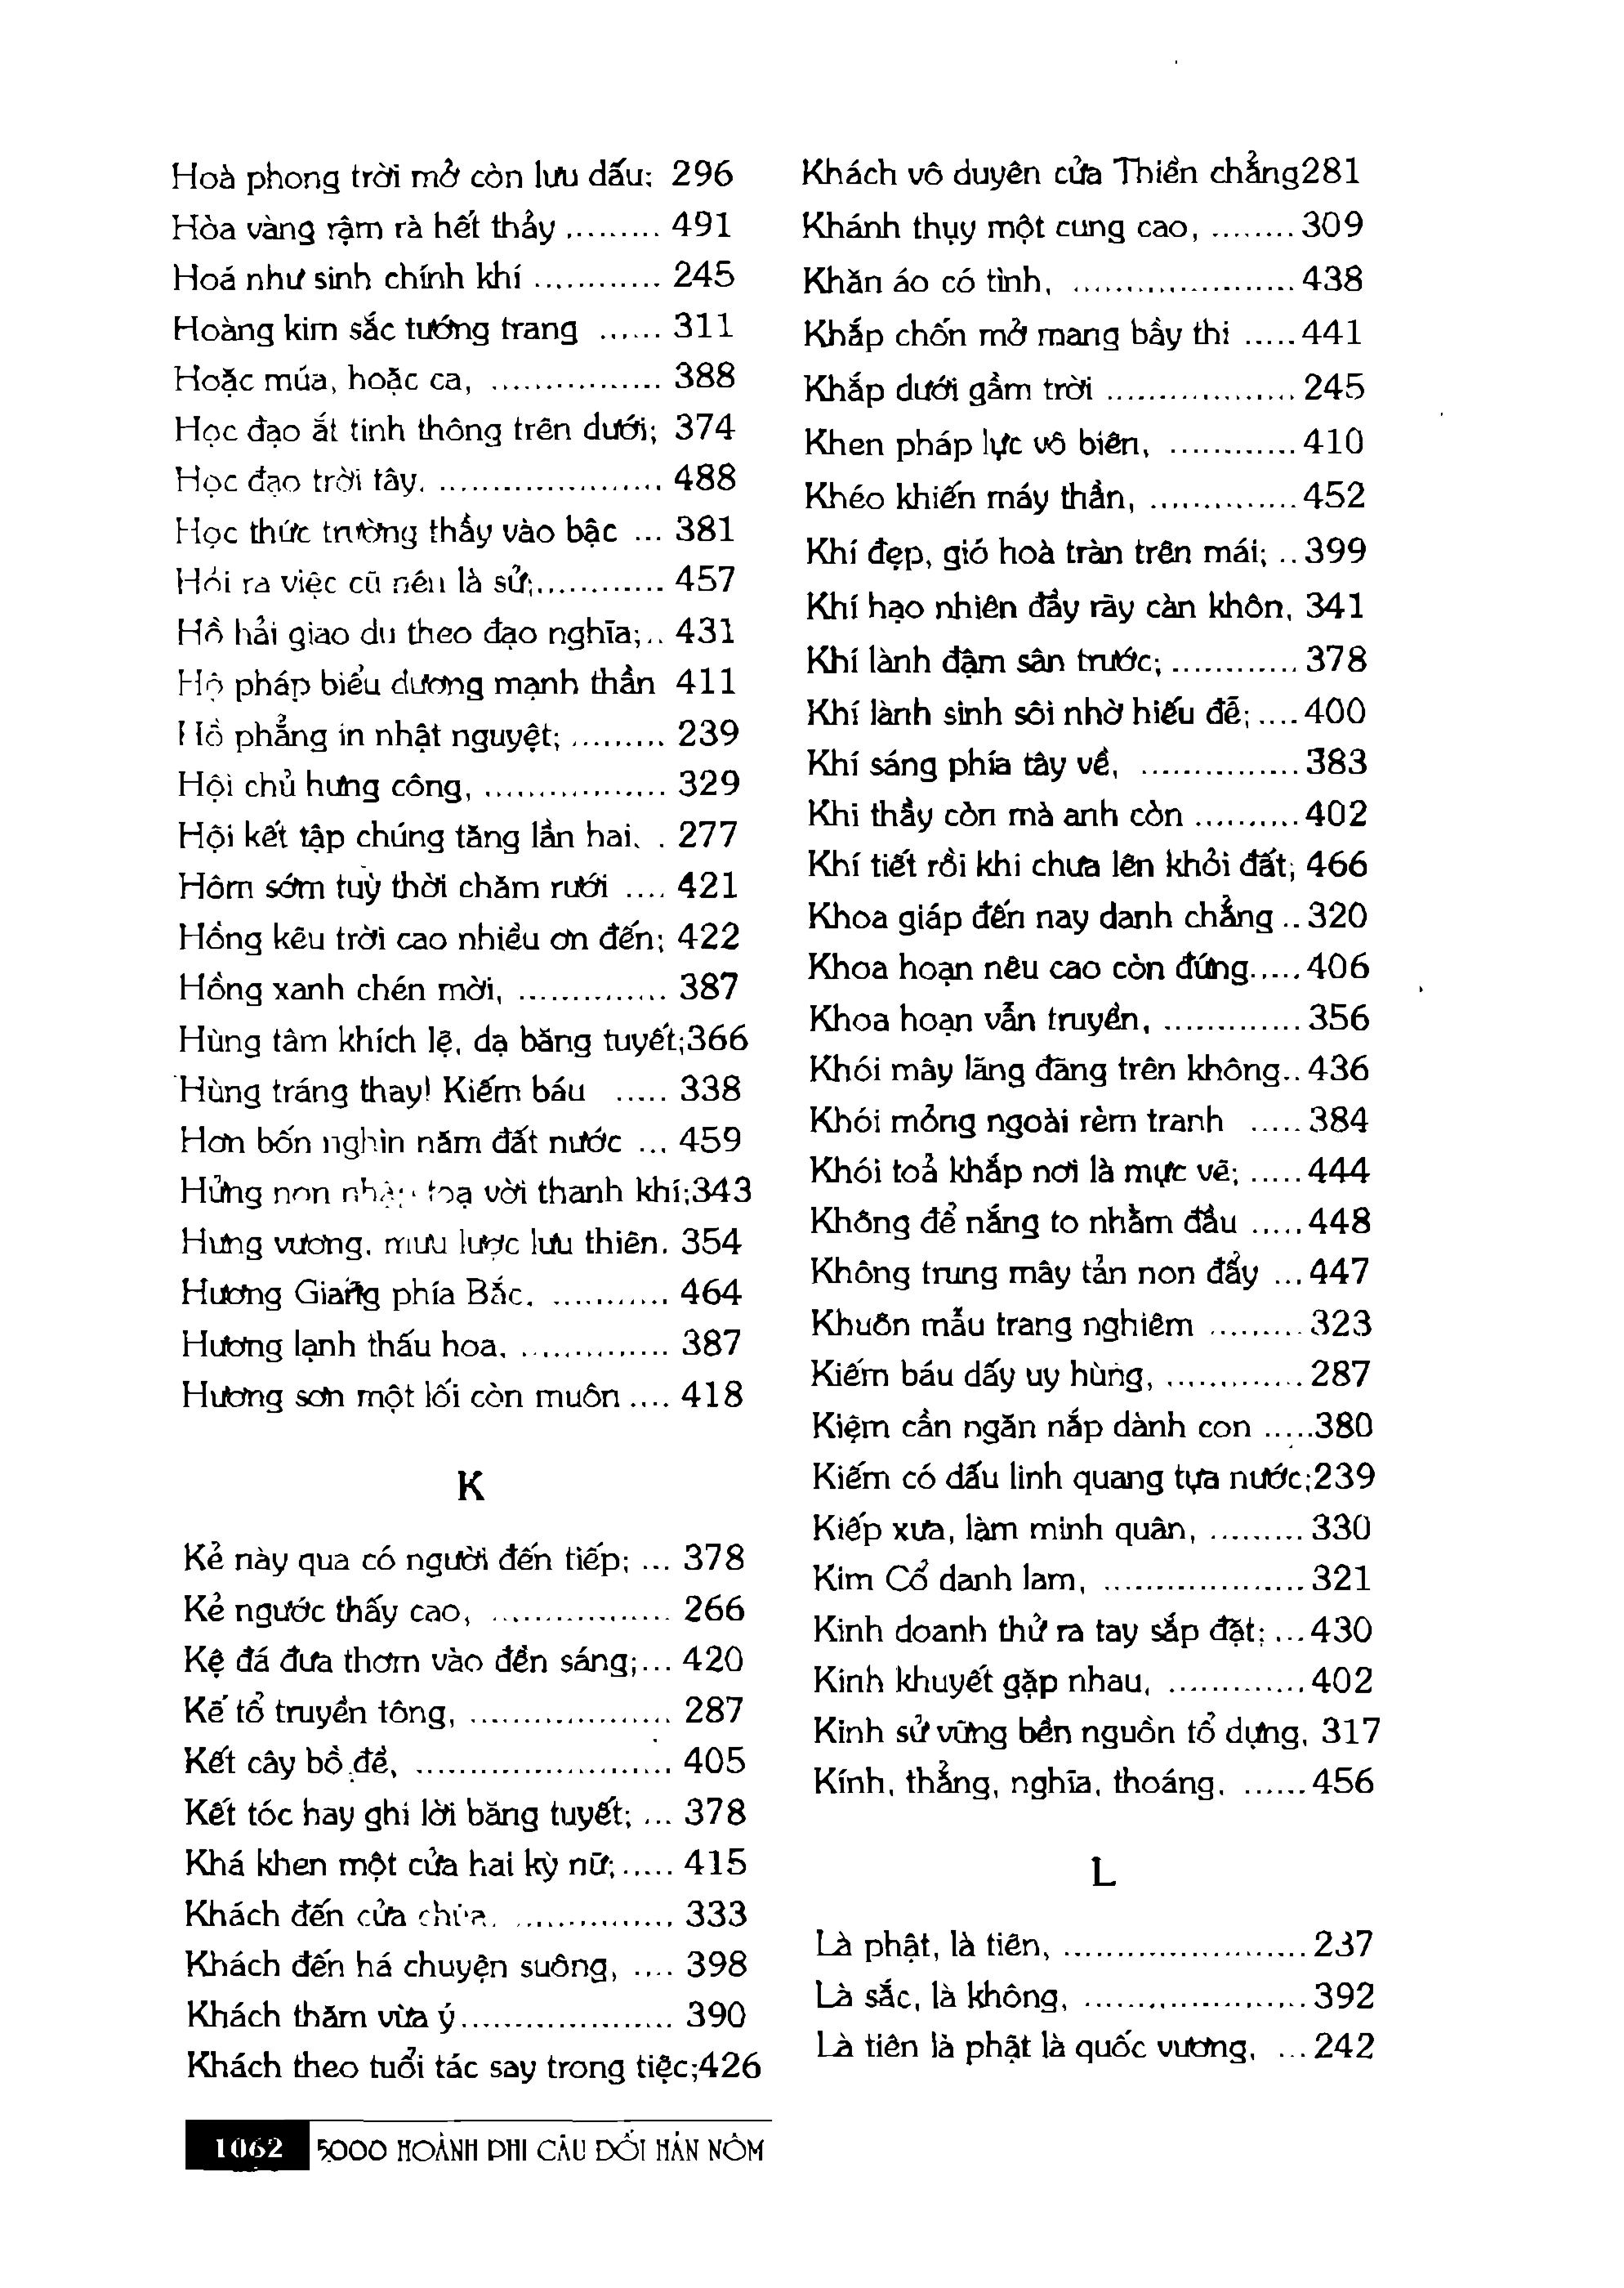 Hoà phong trời mở còn lưu dấu; 296
Hòa vàng rậm rà hết thảy ......... 491
Hoá như sinh chính khí ............ 245
Hoàng kim sắc tướng trang ...... 311
Hoặc múa, hoặc ca, ................ 388
Học đạo ắt tinh thông trên dưới; 374
Học đạo trời tây, ..................... 488
Học thức trường thầy vào bậc ... 381
Hỏi ra việc cũ nên là sử;............ 457
Hồ hải giao du theo đạo nghĩa;.. 431
Hộ pháp biểu dương mạnh thần 411
Hồ phẳng in nhật nguyệt; ......... 239
Hội chủ hưng công, ................. 329
Hội kết tập chúng tăng lần hai, . 277
Hôm sớm tuỳ thời chăm rưới .... 421
Hồng kêu trời cao nhiều ơn đến; 422
Hồng xanh chén mời, .............. 387
Hùng tâm khích lệ, dạ băng tuyết;366
Hùng tráng thay! Kiếm báu ..... 338
Hơn bốn nghìn năm đất nước ... 459
Hửng non toạ vời thanh khí;343
Hưng vương, mưu lược lưu thiên. 354
Hương Giang phía Bắc, ........... 464
Hương lạnh thấu hoa, .............. 387
Hương sơn một lối còn muôn .... 418
K
Kẻ này qua có người đến tiếp; ... 378
Kẻ ngước thấy cao, ................. 266
Kệ đá đưa thơm vào đền sáng;... 420
Kế tổ truyền tông, ................... 287
Kết cây bồ đề, ........................ 405
Kết tóc hay ghi lời băng tuyết; ... 378
Khá khen một cửa hai kỳ nữ;..... 415
Khách đến cửa chùa, ............... 333
Khách đến há chuyện suông, .... 398
Khách thăm vừa ý.................... 390
Khách theo tuổi tác say trong tiệc;426
Khách vô duyên cửa Thiền chẳng281
Khánh thụy một cung cao, ........309
Khăn áo có tình, .....................438
Khắp chốn mở mang bầy thi .....441
Khắp dưới gầm trời ..................245
Khen pháp lực vô biên, ............410
Khéo khiến máy thần, ..............452
Khí đẹp, gió hoà tràn trên mái; ..399
Khí hạo nhiên đầy rãy càn khôn, 341
Khí lành đậm sân trước; ............378
Khí lành sinh sôi nhờ hiếu đễ; ....400
Khí sáng phía tây về, ...............383
Khi thầy còn mà anh còn ..........402
Khí tiết rồi khi chưa lên khỏi đất; 466
Khoa giáp đến nay danh chẳng ..320
Khoa hoạn nêu cao còn đứng.....406
Khoa hoạn vẫn truyền, .............356
Khói mây lãng đãng trên không..436
Khói mỏng ngoài rèm tranh .....384
Khói toả khắp nơi là mực vẽ; .....444
Không để nắng to nhằm đầu .....448
Không trung mây tản non đẩy ...447
Khuôn mẫu trang nghiêm .........323
Kiếm báu dấy uy hùng, .............287
Kiệm cần ngăn nắp dành con .....380
Kiếm có dấu linh quang tựa nước;239
Kiếp xưa, làm minh quân, .........330
Kim Cổ danh lam, ...................321
Kinh doanh thử ra tay sắp đặt; ...430
Kinh khuyết gặp nhau, .............402
Kinh sử vững bền nguồn tổ dựng, 317
Kính, thẳng, nghĩa, thoáng, ......456
L
Là phật, là tiên, .......................237
Là sắc, là không, .....................392
Là tiên là phật là quốc vương, ...242
1062 5000 HOÀNH PHI CÂU ĐỐI HÁN NÔM